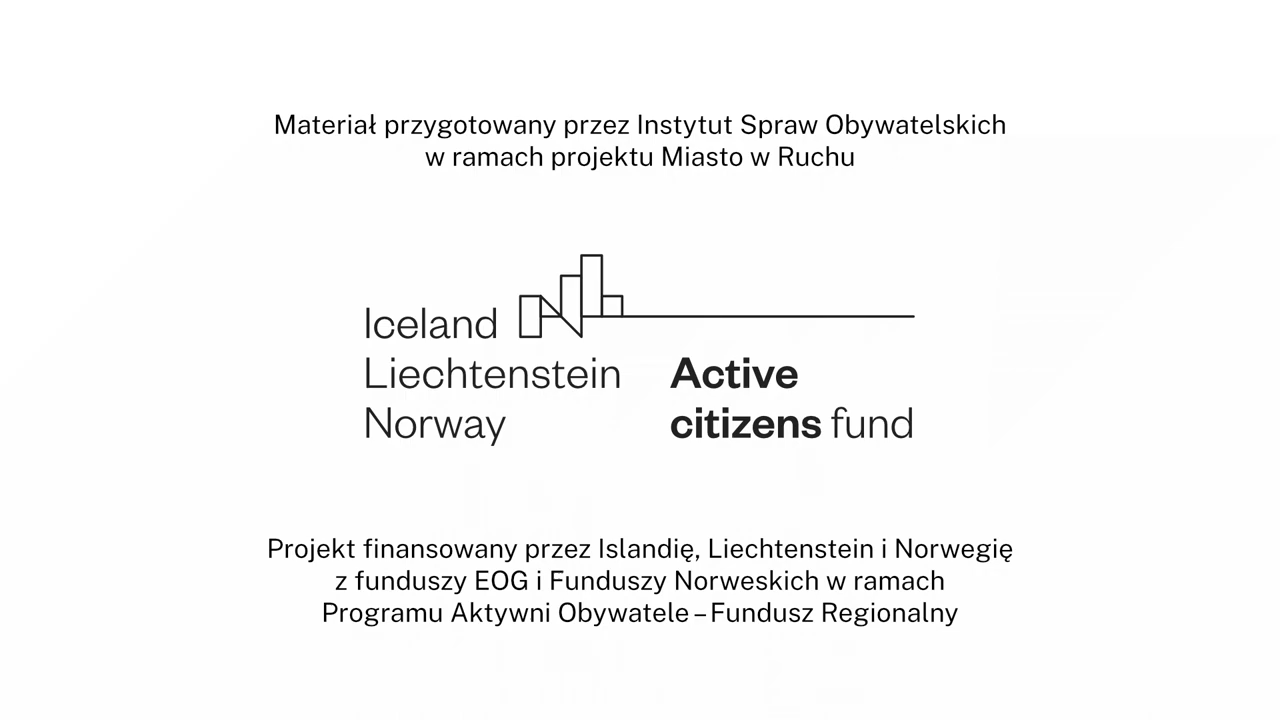 Materiał przygotowany przez Instytut Spraw Obywatelskich
w ramach projektu Miasto w Ruchu
Iceland
Liechtenstein
Norway
Active
citizens fund
Projekt finansowany przez Islandię, Liechtenstein i Norwegię
z funduszy EOG i Funduszy Norweskich w ramach
Programu Aktywni Obywatele – Fundusz Regionalny